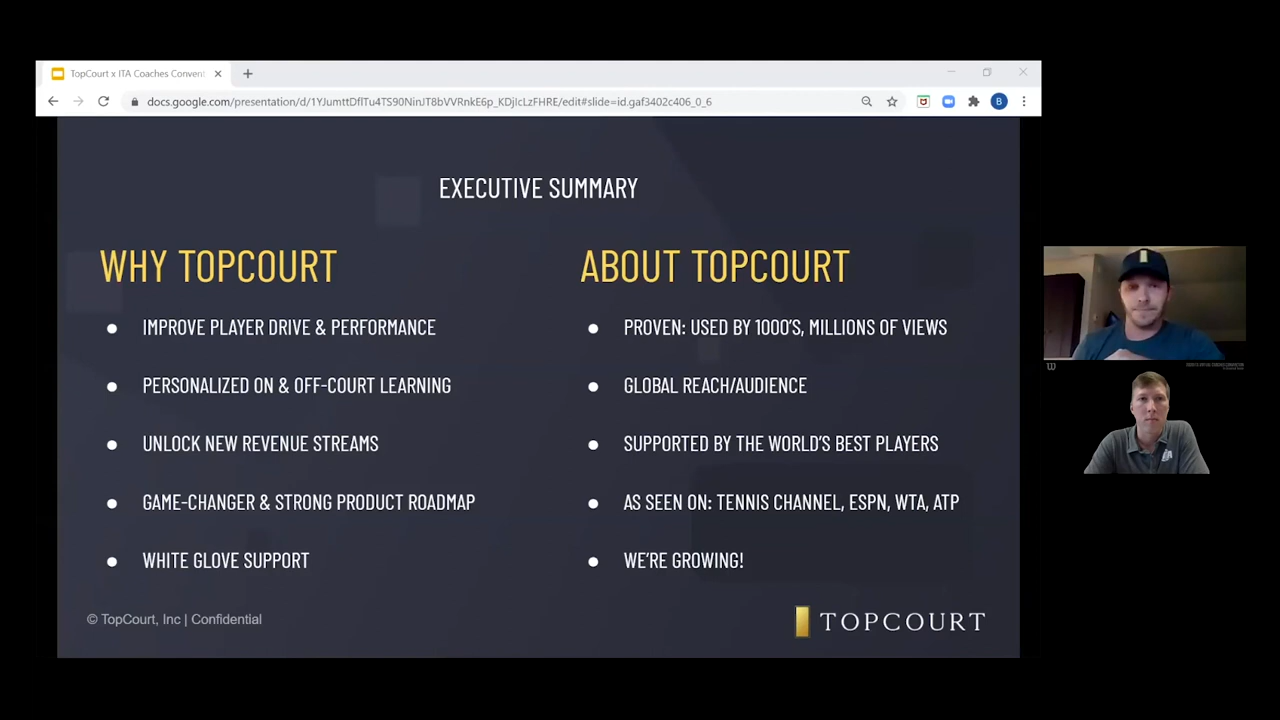 TopCourt x ITA Coaches Convent
docs.google.com/presentation/d/1YJumttDflTu4TS90NinJT8bVVRnkE6p_KDjIcLzFHRE/edit#slide=id.gaf3402c406_0_6
B
EXECUTIVE SUMMARY
WHY TOPCOURT
IMPROVE PLAYER DRIVE & PERFORMANCE
PERSONALIZED ON & OFF-COURT LEARNING
UNLOCK NEW REVENUE STREAMS
GAME-CHANGER & STRONG PRODUCT ROADMAP
WHITE GLOVE SUPPORT
ABOUT TOPCOURT
PROVEN: USED BY 1000'S, MILLIONS OF VIEWS
GLOBAL REACH/AUDIENCE
SUPPORTED BY THE WORLD'S BEST PLAYERS
AS SEEN ON: TENNIS CHANNEL, ESPN, WTA, ATP
WE'RE GROWING!
© TopCourt, Inc | Confidential
TOPCOURT